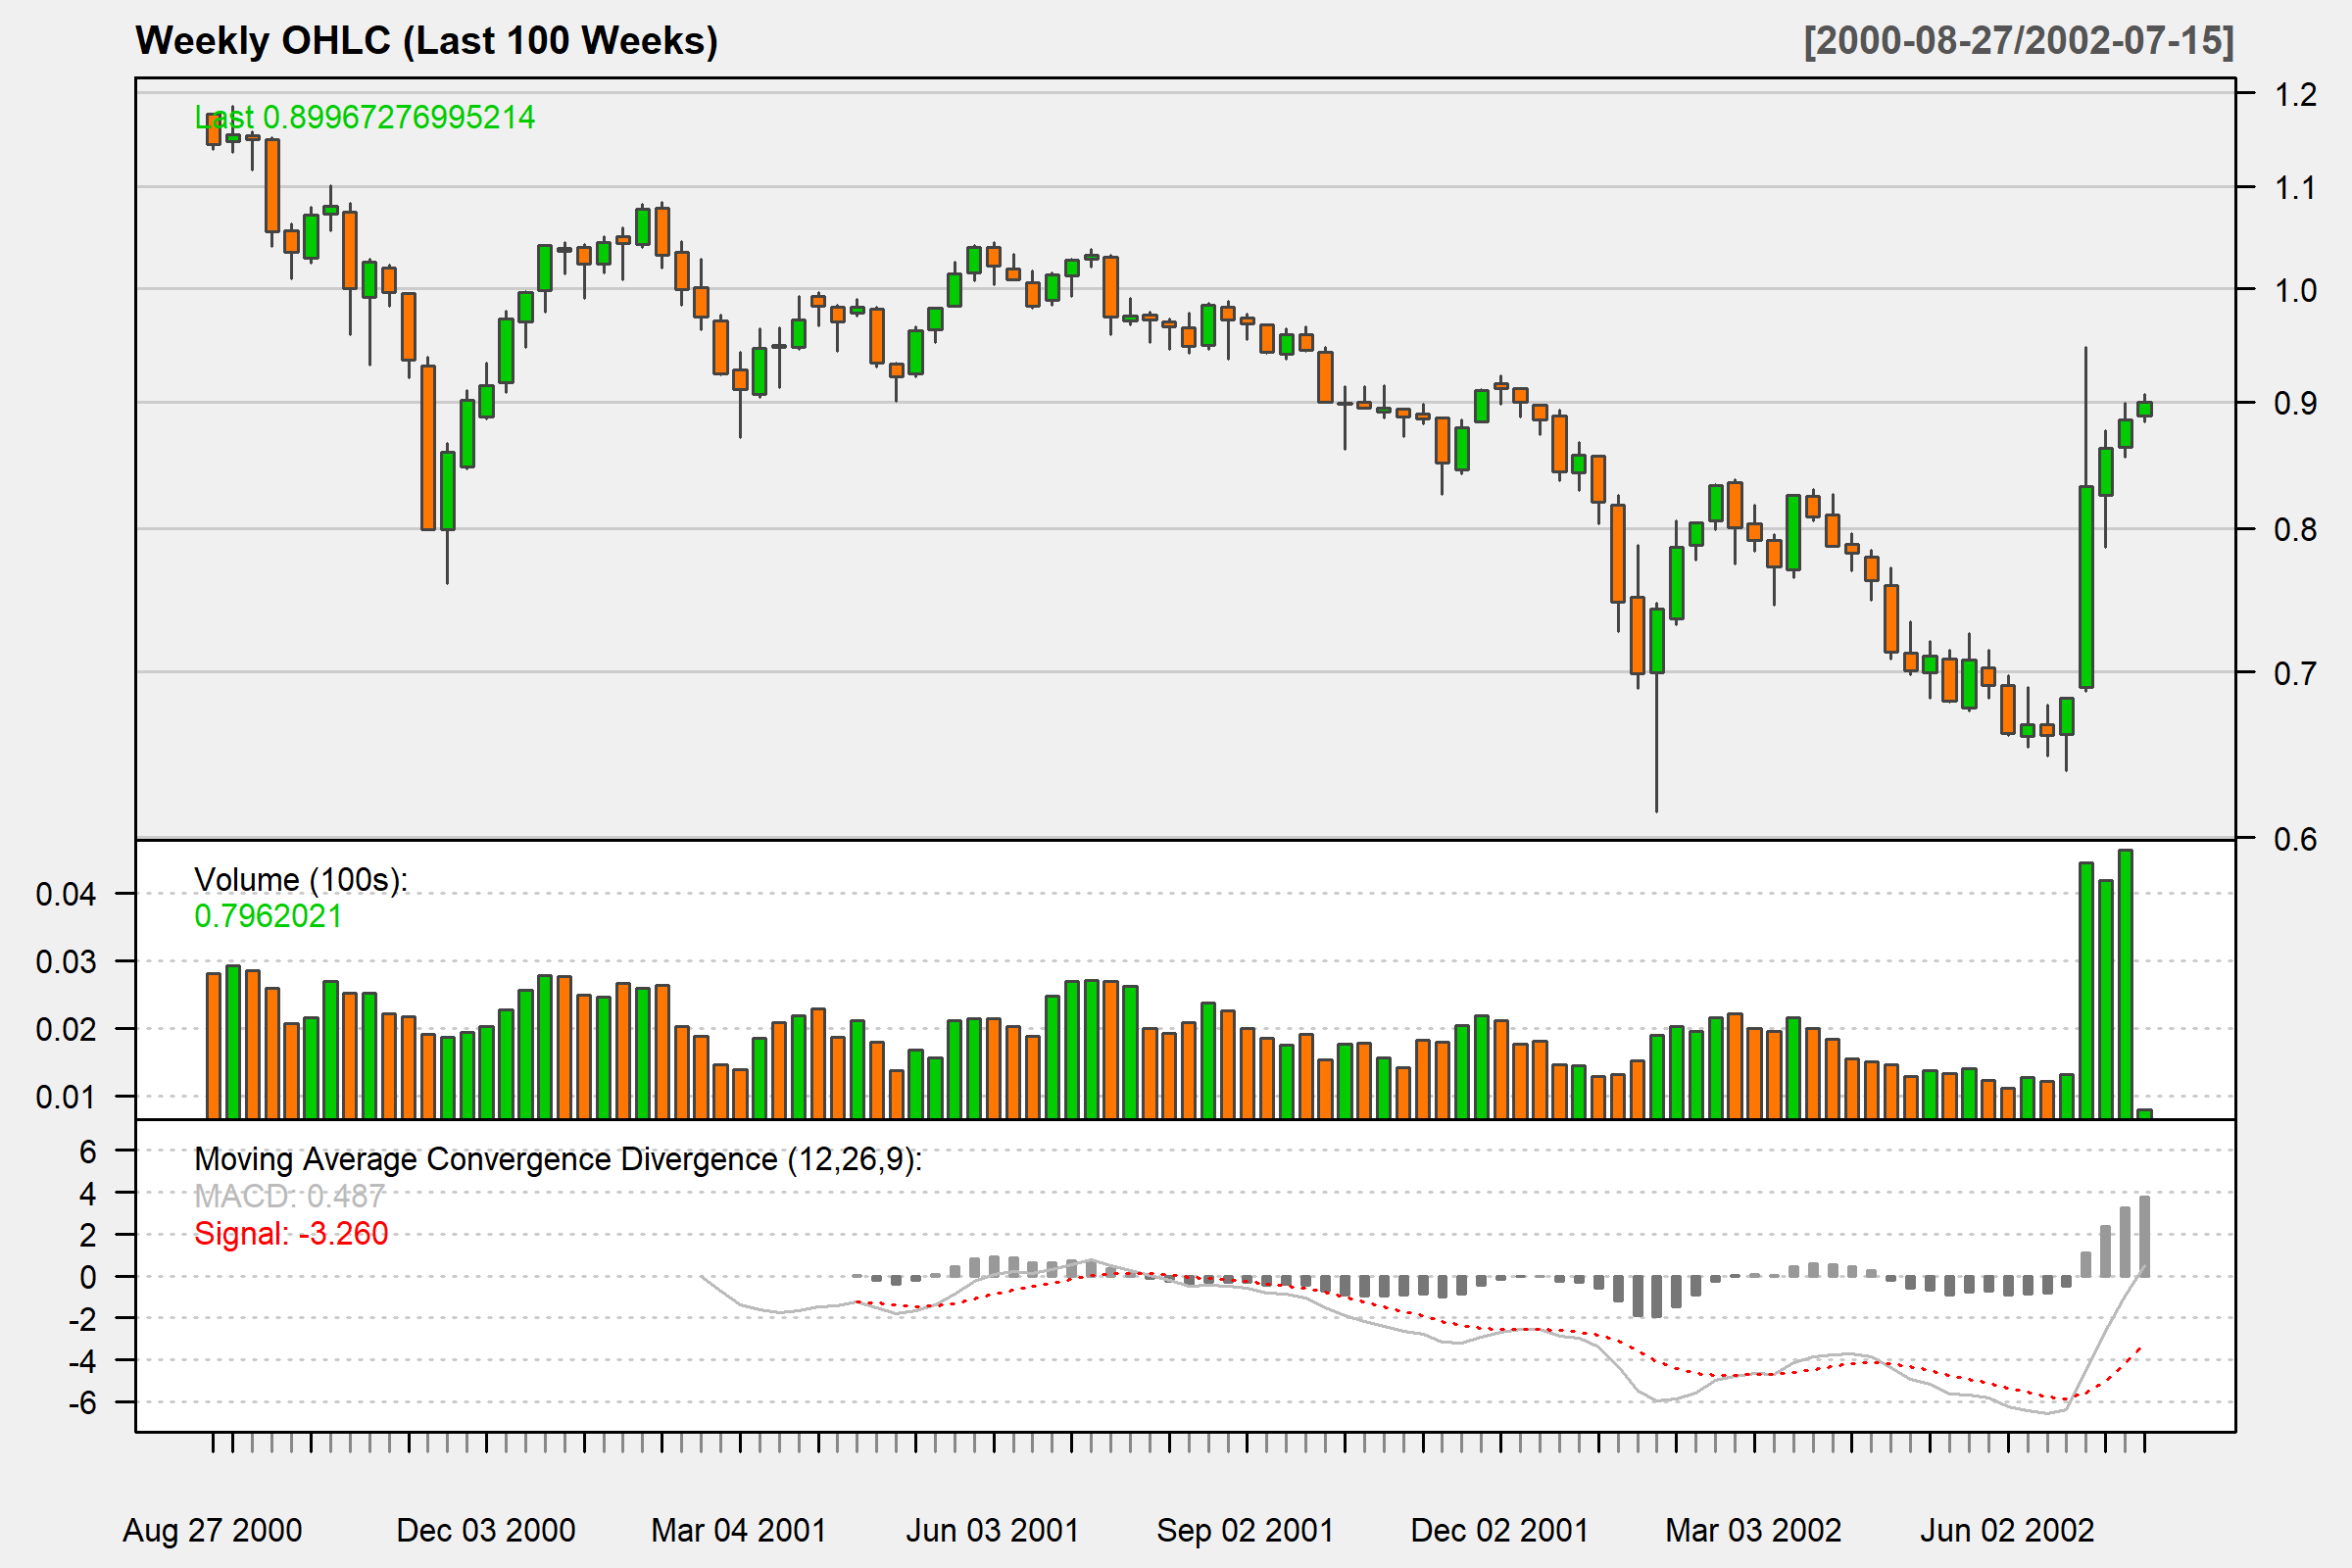 Weekly OHLC (Last 100 Weeks)
[2000-08-27/2002-07-15]
Last 0.89967276995214
1.2
1.1
1.0
0.9
0.8
0.7
0.6
Volume (100s):
0.7962021
0.04
0.03
0.02
0.01
Moving Average Convergence Divergence (12,26,9):
MACD: 0.487
Signal: -3.260
6
4
2
0
-2
-4
-6
Aug 27 2000
Dec 03 2000
Mar 04 2001
Jun 03 2001
Sep 02 2001
Dec 02 2001
Mar 03 2002
Jun 02 2002